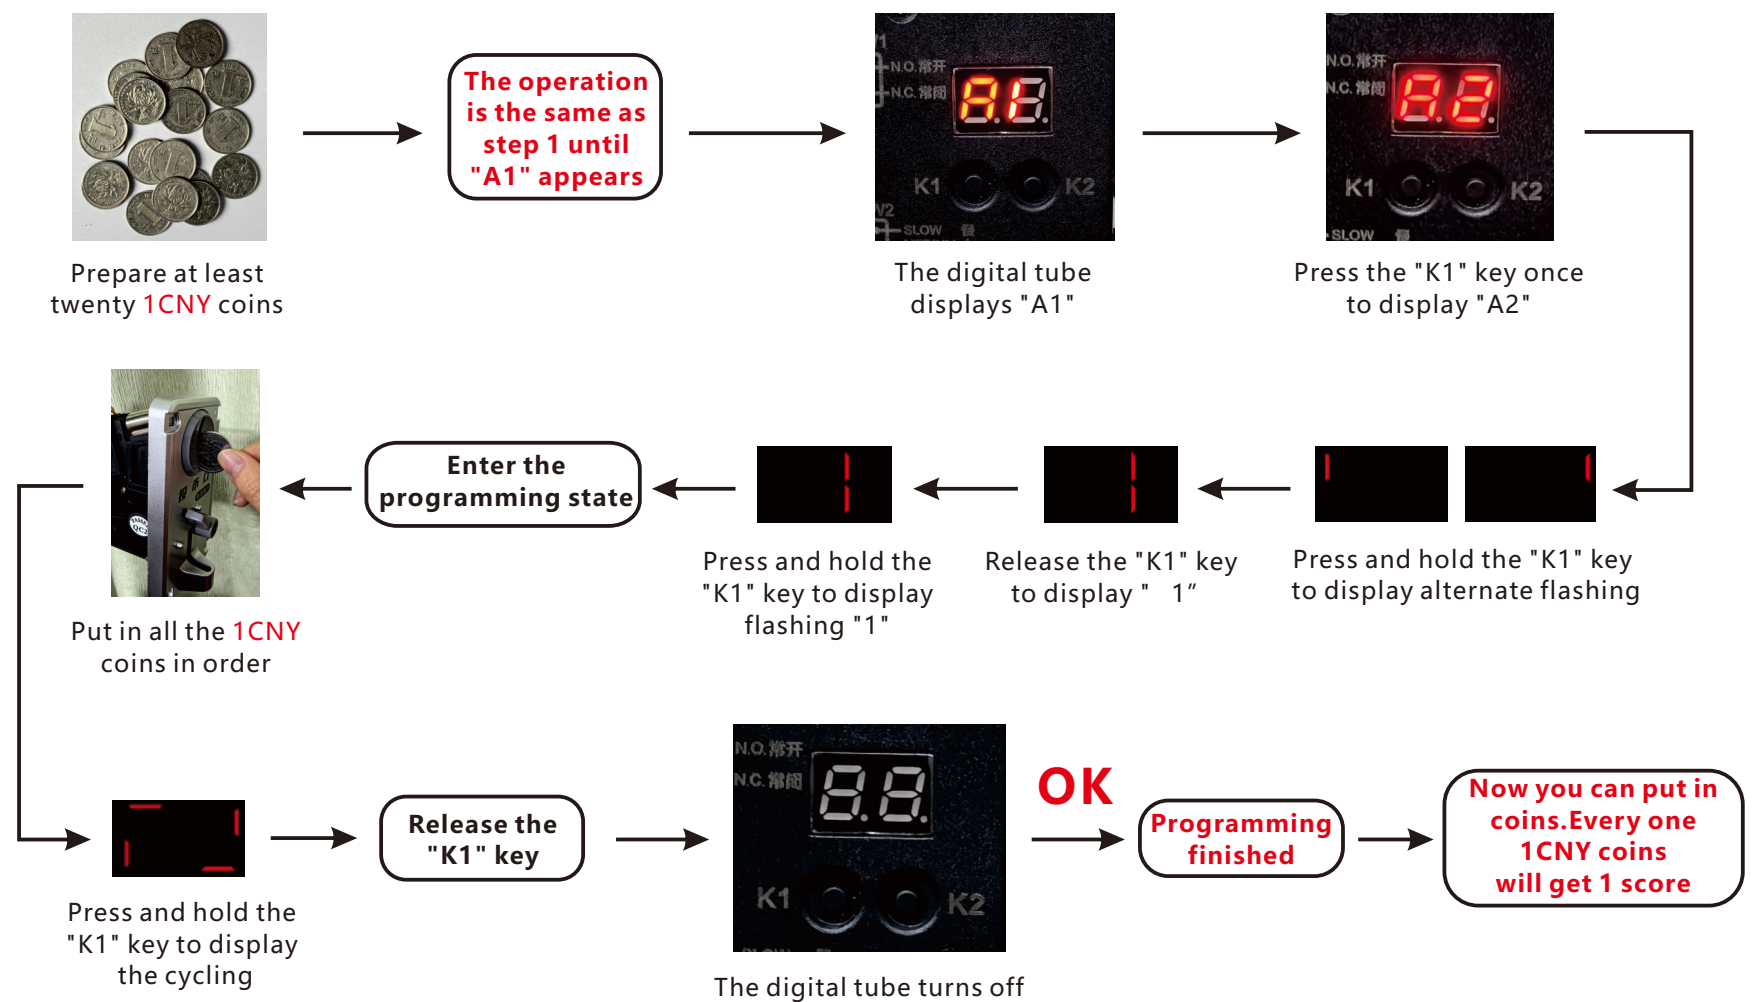 The operation
is the same as
step 1 until
"A1" appears
N.O. 常开
N.C. 常闭
A1
K1
K2
SLOW 慢
N.O. 常开
N.C. 常闭
A2
K1
K2
SLOW
Prepare at least
twenty 1CNY coins
The digital tube
displays "A1"
Press the "K1" key once
to display "A2"
Enter the
programming state
Put in all the 1CNY
coins in order
Press and hold the
"K1" key to display
flashing "1"
Release the "K1" key
to display "   1”
Press and hold the "K1" key
to display alternate flashing
Press and hold the
"K1" key to display
the cycling
Release the
"K1" key
N.O. 常开
N.C. 常闭
K1
K2
The digital tube turns off
OK
Programming
finished
Now you can put in
coins.Every one
1CNY coins
will get 1 score